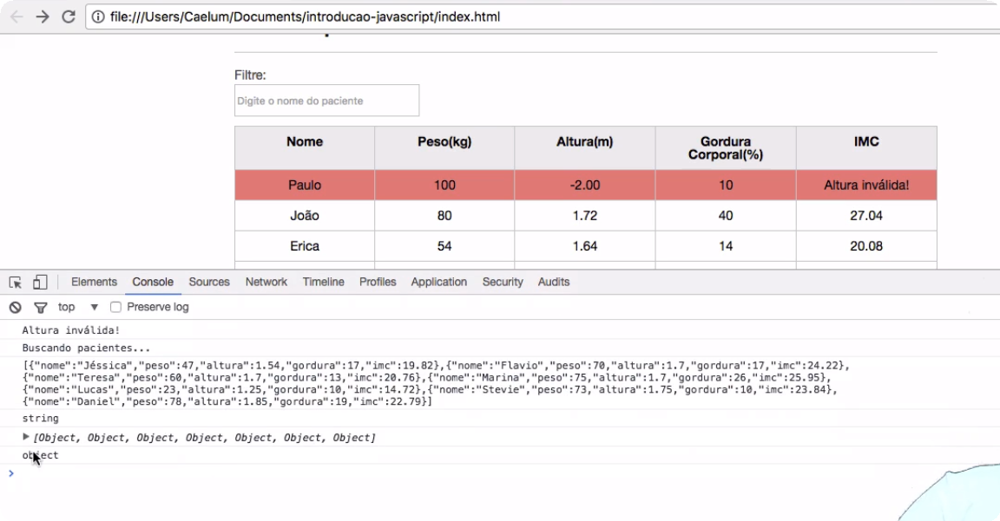 file:///Users/Caelum/Documents/introducao-javascript/index.html
Filtre:
Digite o nome do paciente
Nome Peso(kg) Altura(m) Gordura Corporal(%) IMC
Paulo 100 -2.00 10 Altura inválida!
João 80 1.72 40 27.04
Erica 54 1.64 14 20.08
Elements Console Sources Network Timeline Profiles Application Security Audits
top Preserve log
Altura inválida!
Buscando pacientes...
[{"nome":"Jéssica","peso":47,"altura":1.54,"gordura":17,"imc":19.82},{"nome":"Flavio","peso":70,"altura":1.7,"gordura":17,"imc":24.22},
{"nome":"Teresa","peso":60,"altura":1.7,"gordura":13,"imc":20.76},{"nome":"Marina","peso":75,"altura":1.7,"gordura":26,"imc":25.95},
{"nome":"Lucas","peso":23,"altura":1.25,"gordura":10,"imc":14.72},{"nome":"Stevie","peso":73,"altura":1.75,"gordura":10,"imc":23.84},
{"nome":"Daniel","peso":78,"altura":1.85,"gordura":19,"imc":22.79}]
string
[Object, Object, Object, Object, Object, Object, Object]
object